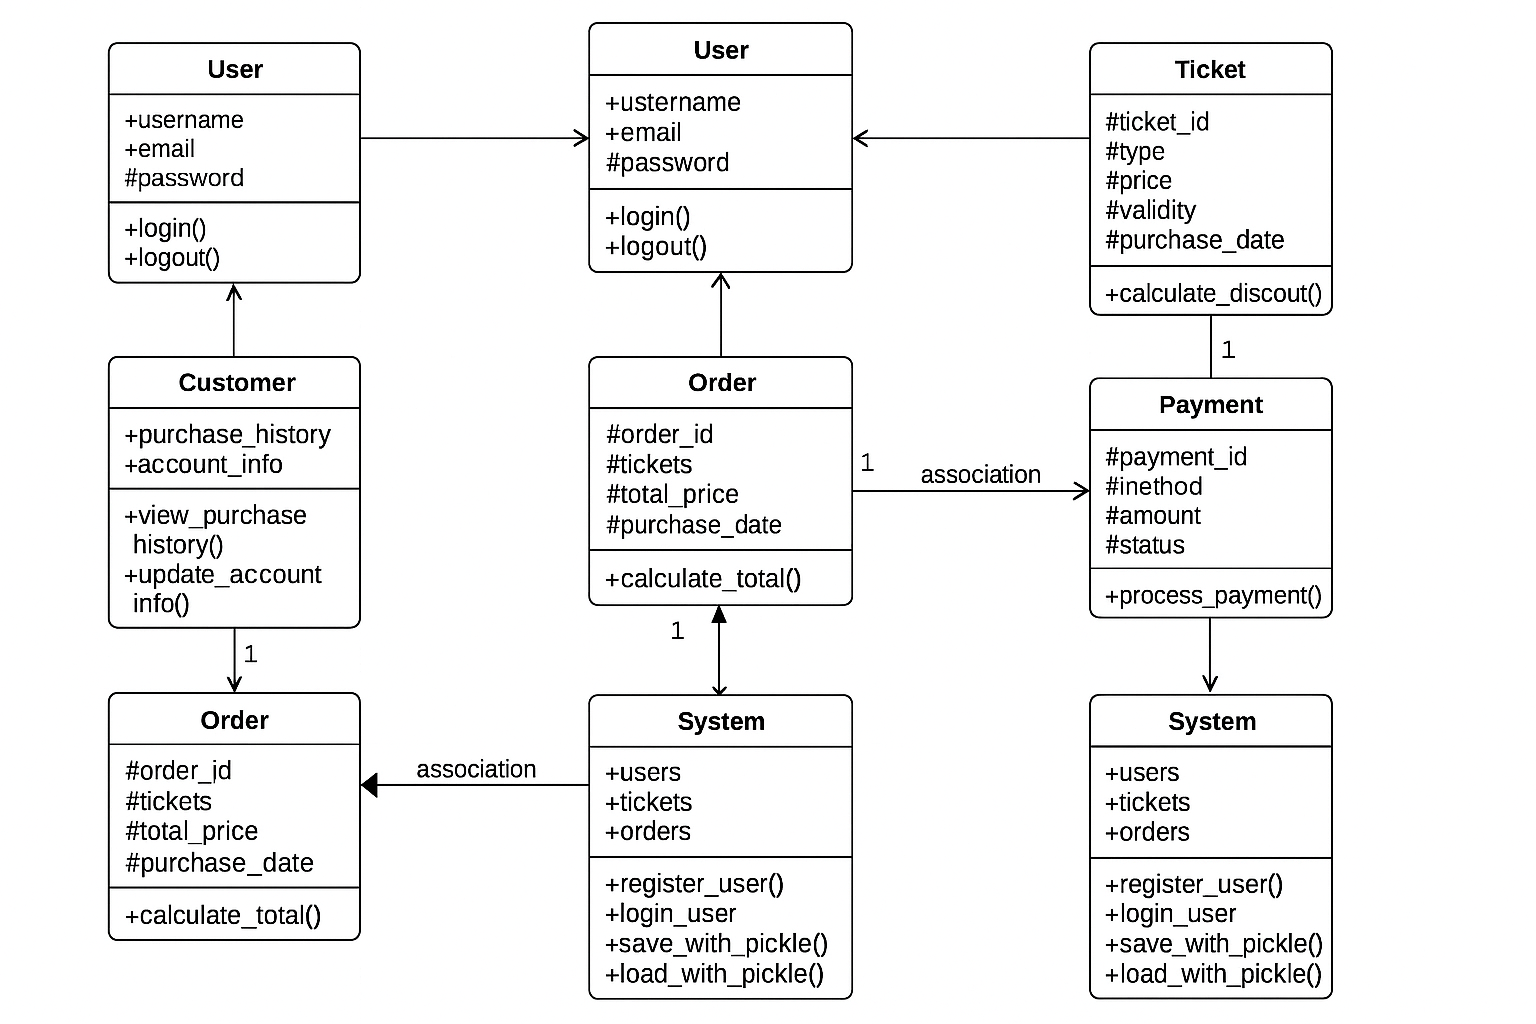 User
+username
+email
#password
+login()
+logout()
User
+ustername
+email
#password
+login()
+logout()
Ticket
#ticket_id
#type
#price
#validity
#purchase_date
+calculate_discout()
1
Customer
+purchase_history
+account_info
+view_purchase
history()
+update_account
info()
1
Order
#order_id
#tickets
#total_price
#purchase_date
+calculate_total()
1
association
1
Payment
#payment_id
#inethod
#amount
#status
+process_payment()
Order
#order_id
#tickets
#total_price
#purchase_date
+calculate_total()
association
System
+users
+tickets
+orders
+register_user()
+login_user
+save_with_pickle()
+load_with_pickle()
System
+users
+tickets
+orders
+register_user()
+login_user
+save_with_pickle()
+load_with_pickle()